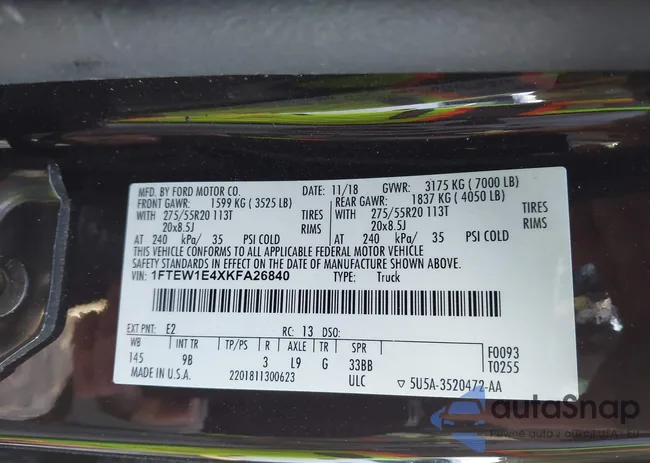 MFD. BY FORD MOTOR CO. DATE: 11/18 GVWR: 3175 KG ( 7000 LB)
FRONT GAWR: 1599 KG ( 3525 LB) REAR GAWR: 1837 KG ( 4050 LB)
WITH 275/55R20 113T TIRES WITH 275/55R20 113T TIRES
20x8.5J RIMS 20x8.5J RIMS
AT 240 kPa/ 35 PSI COLD AT 240 kPa/ 35 PSI COLD
THIS VEHICLE CONFORMS TO ALL APPLICABLE FEDERAL MOTOR VEHICLE
SAFETY STANDARDS IN EFFECT ON THE DATE OF MANUFACTURE SHOWN ABOVE.
VIN: 1FTEW1E4XKFA26840 TYPE: Truck
EXT PNT: E2 RC: 13 DSO:
WB INT TR TP/PS R AXLE TR SPR F0093
145 9B 3 L9 G 33BB T0255
MADE IN U.S.A. 2201811300623 ULC ▽ 5U5A-3520472-AA
autaSnap
Pewne auto z aukcji USA